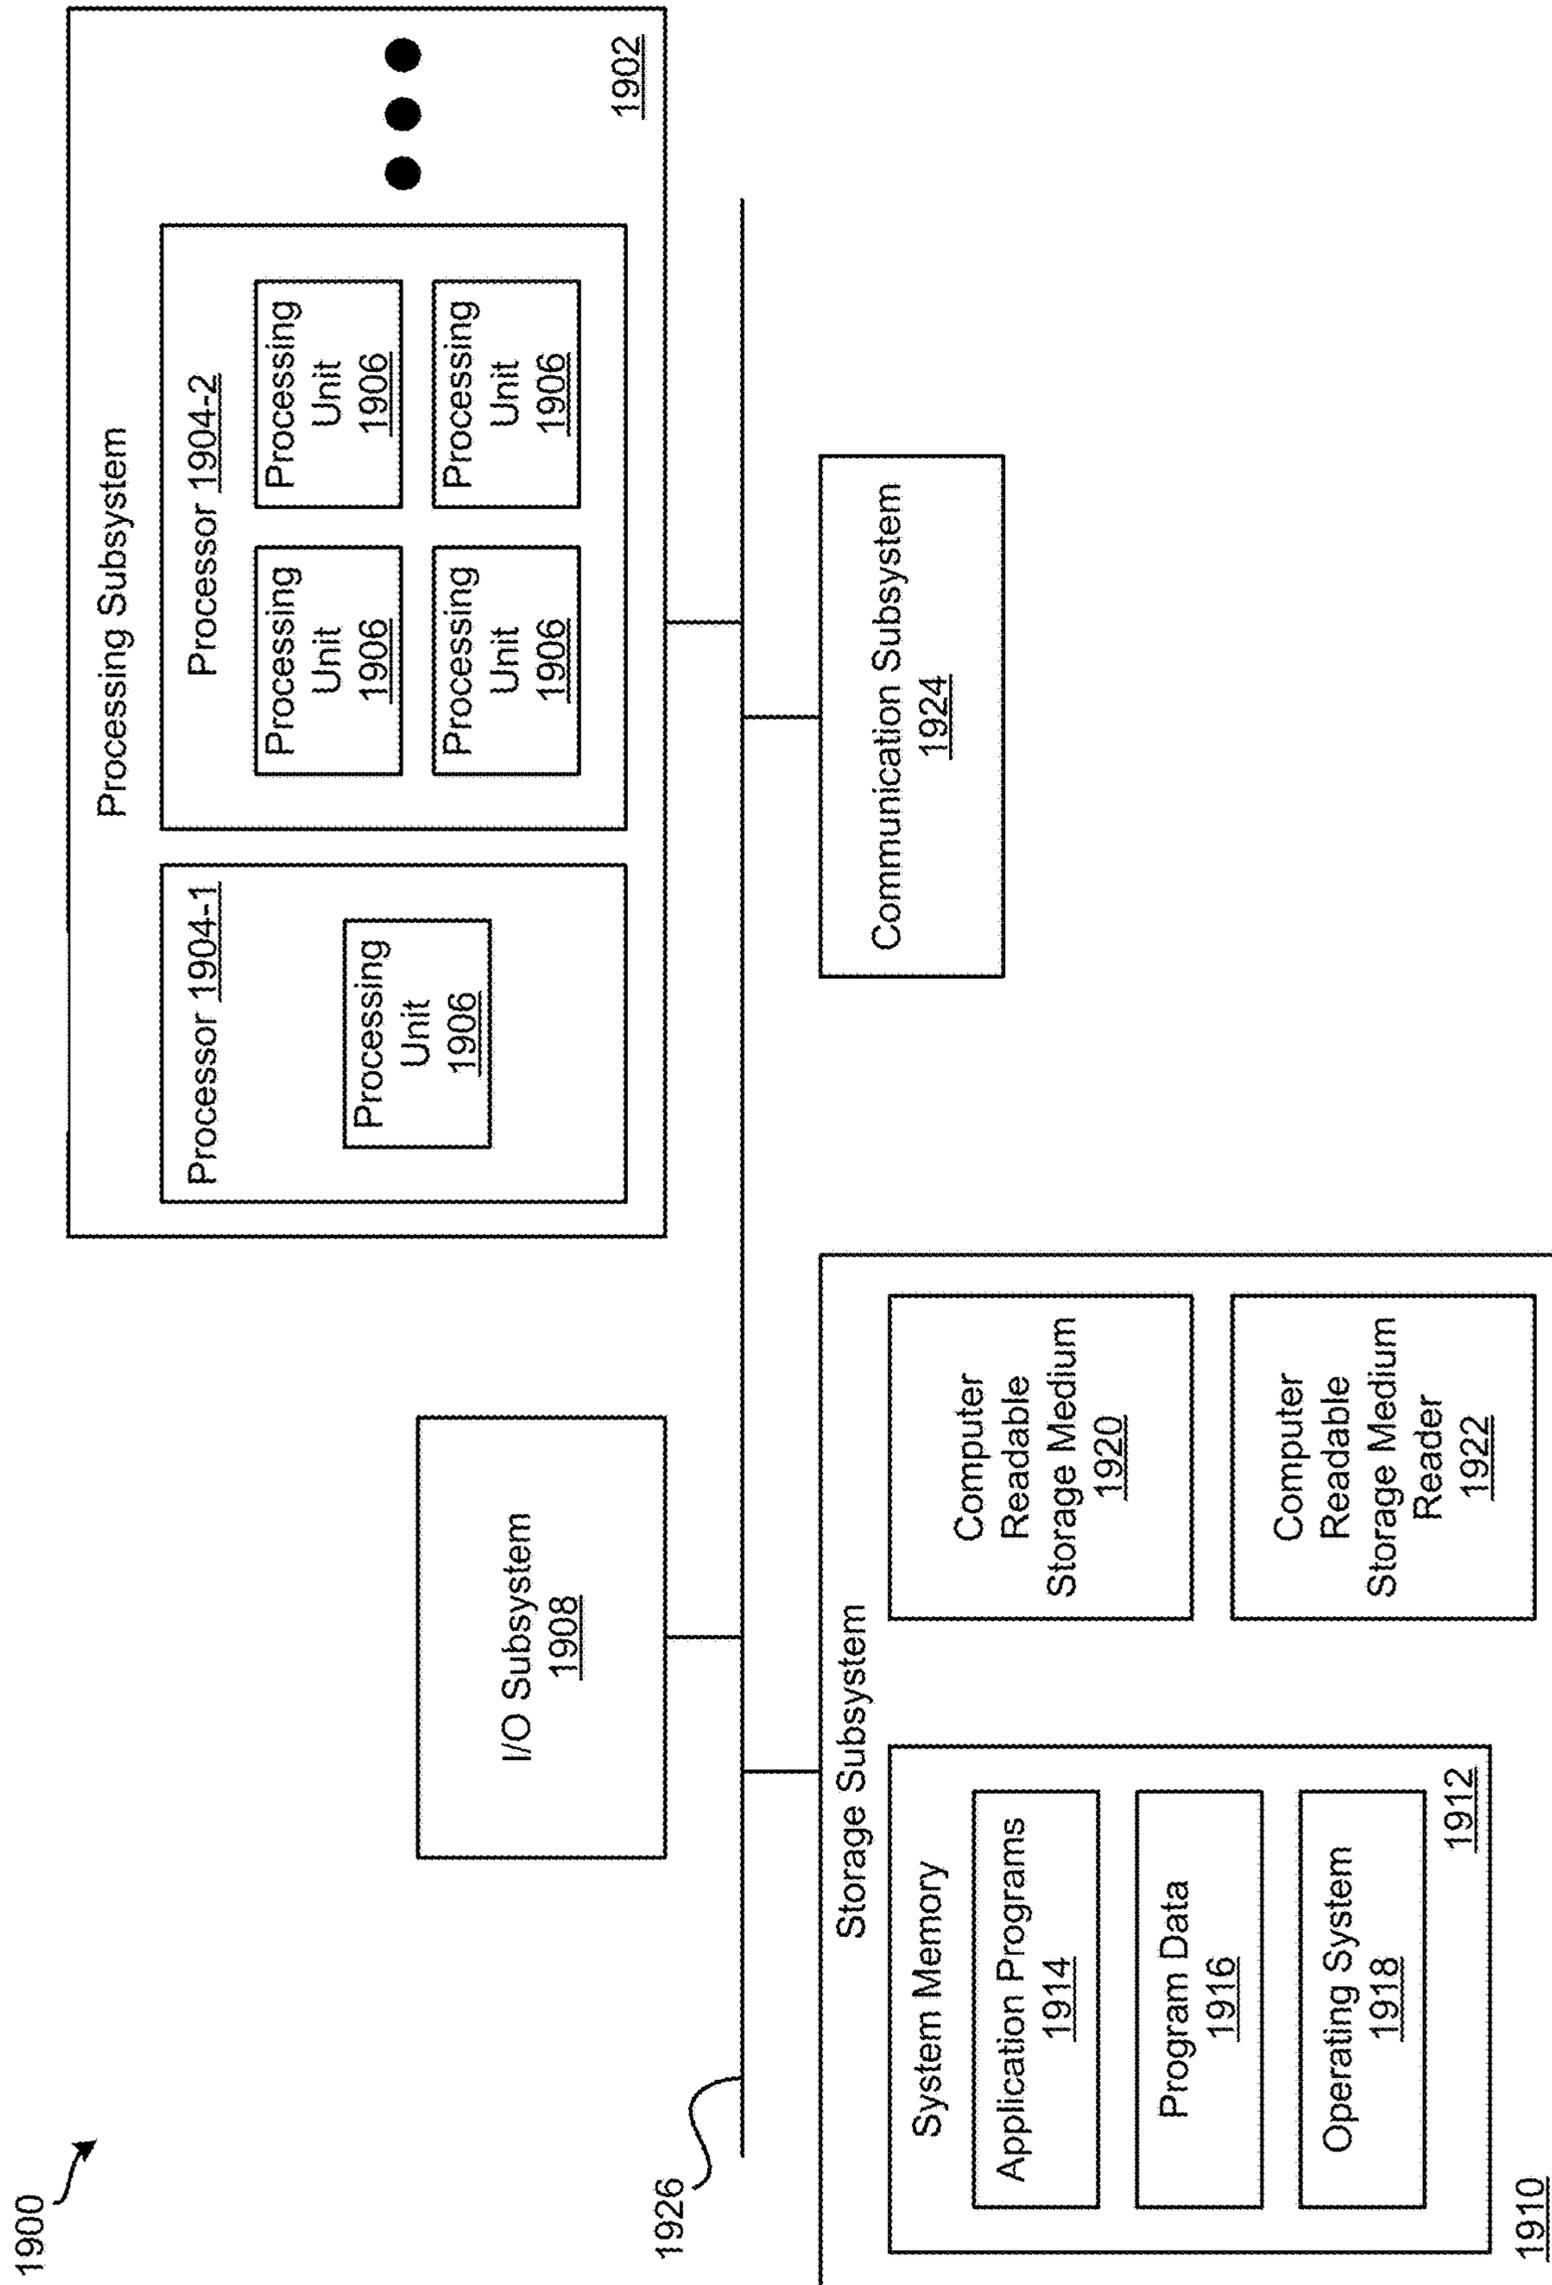 1900
Processing Subsystem
Processor 1904-1
Processing
Unit
1906
Processor 1904-2
Processing
Unit
1906
Processing
Unit
1906
Processing
Unit
1906
Processing
Unit
1906
1902
I/O Subsystem
1908
1926
Storage Subsystem
System Memory
Application Programs
1914
Program Data
1916
Operating System
1918
1912
Computer
Readable
Storage Medium
1920
Computer
Readable
Storage Medium
Reader
1922
1910
Communication Subsystem
1924